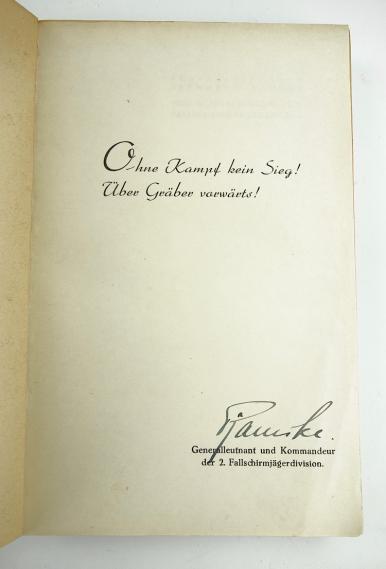 Ohne Kampf kein Sieg!
Über Gräber vorwärts!
Ramcke.
Generalleutnant und Kommandeur
der 2. Fallschirmjägerdivision.